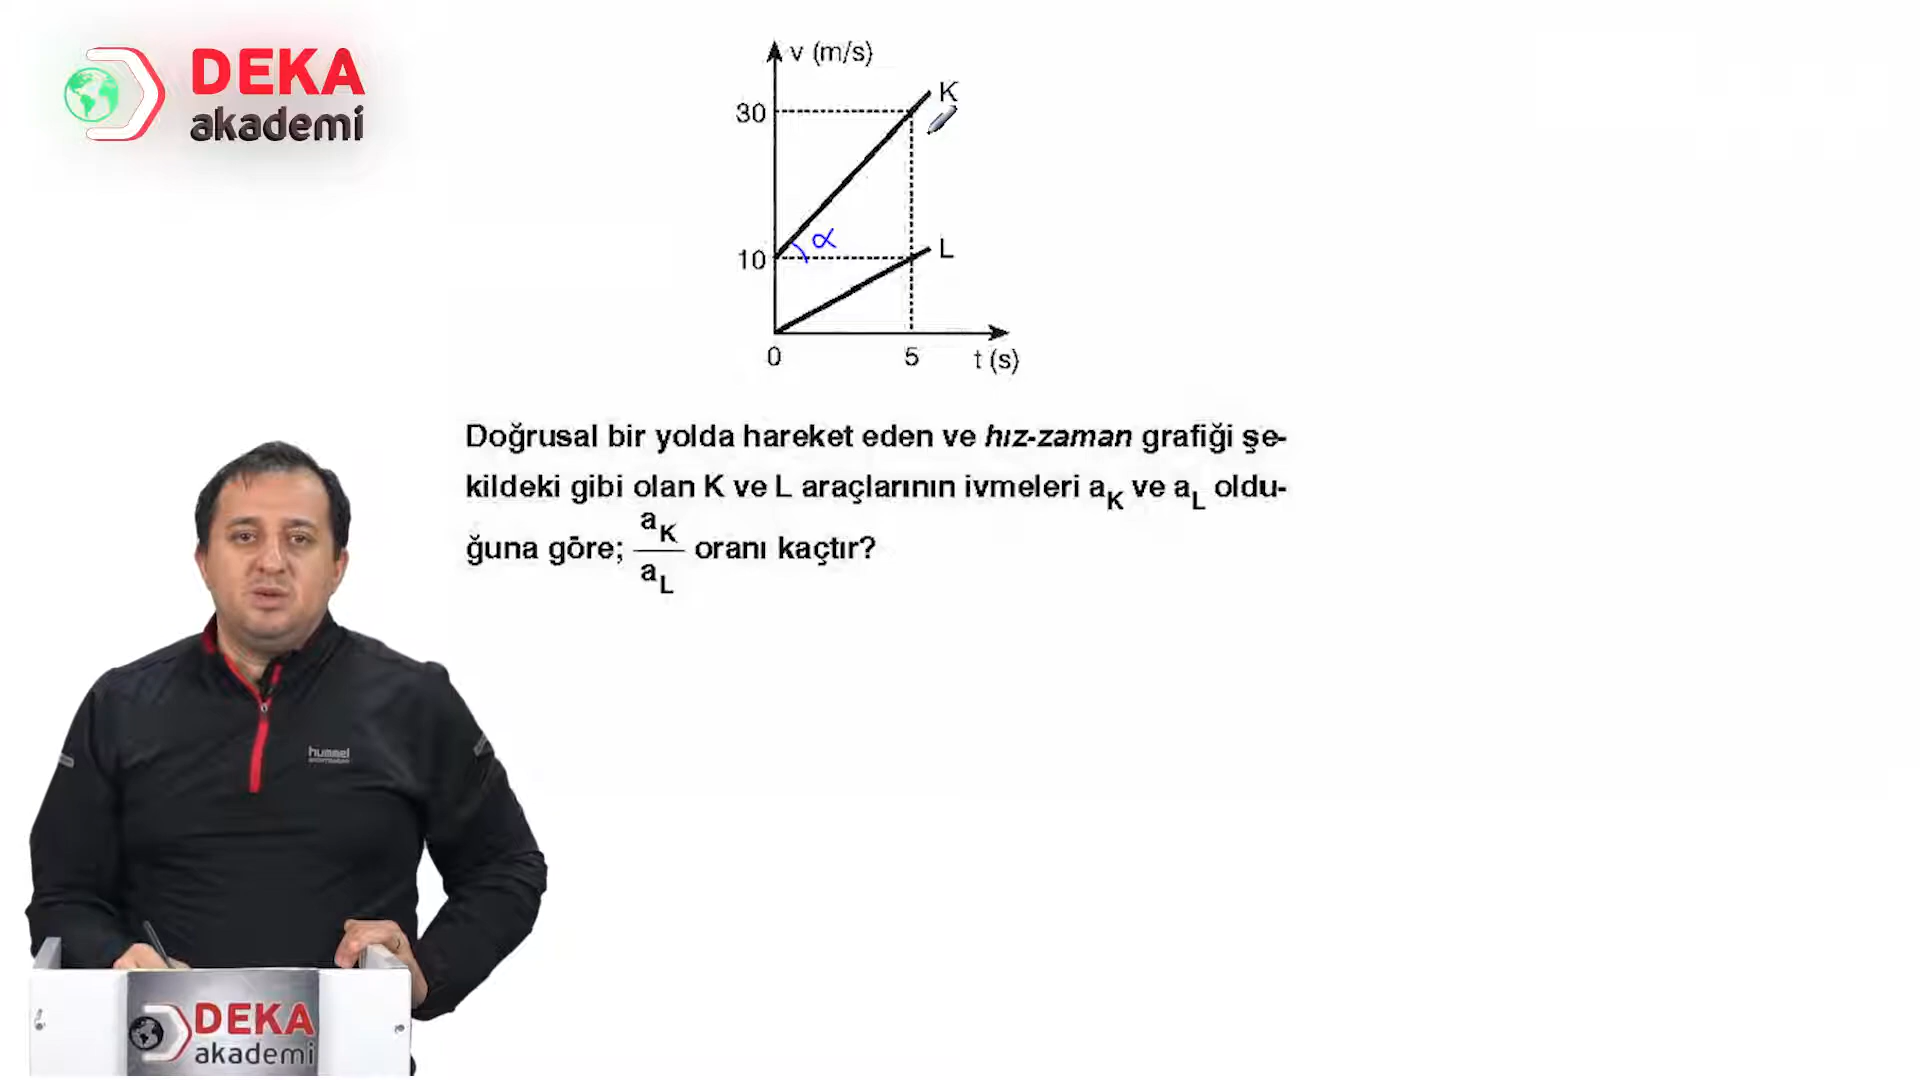 DEKA
akademi
v (m/s)
K
30
α
10
L
0
5
t (s)
Doğrusal bir yolda hareket eden ve hız-zaman grafiği şe-
kildeki gibi olan K ve L araçlarının ivmeleri aK ve aL oldu-
ğuna göre; aK/aL oranı kaçtır?
hummel
DEKA
akademi